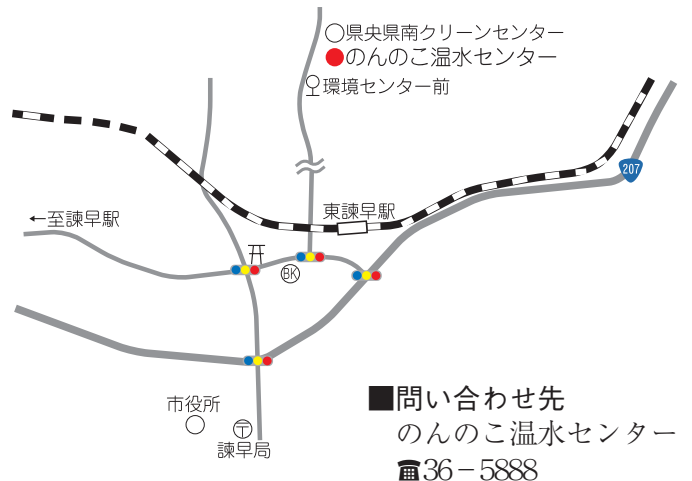 県央県南クリーンセンター
のんのこ温水センター
環境センター前
207
東諫早駅
←至諫早駅
BK
市役所
〒
諫早局
■問い合わせ先
のんのこ温水センター
☎36−5888